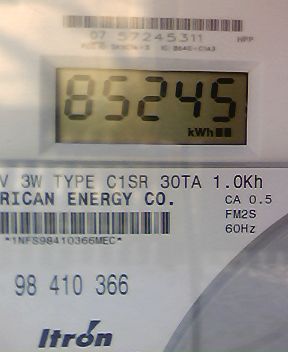 07 57245311
85245
kWh
V 3W TYPE C1SR 30TA 1.0Kh
RICAN ENERGY CO. CA 0.5
FM2S
*1NFS98410366MEC* 60Hz
98 410 366
Itrón